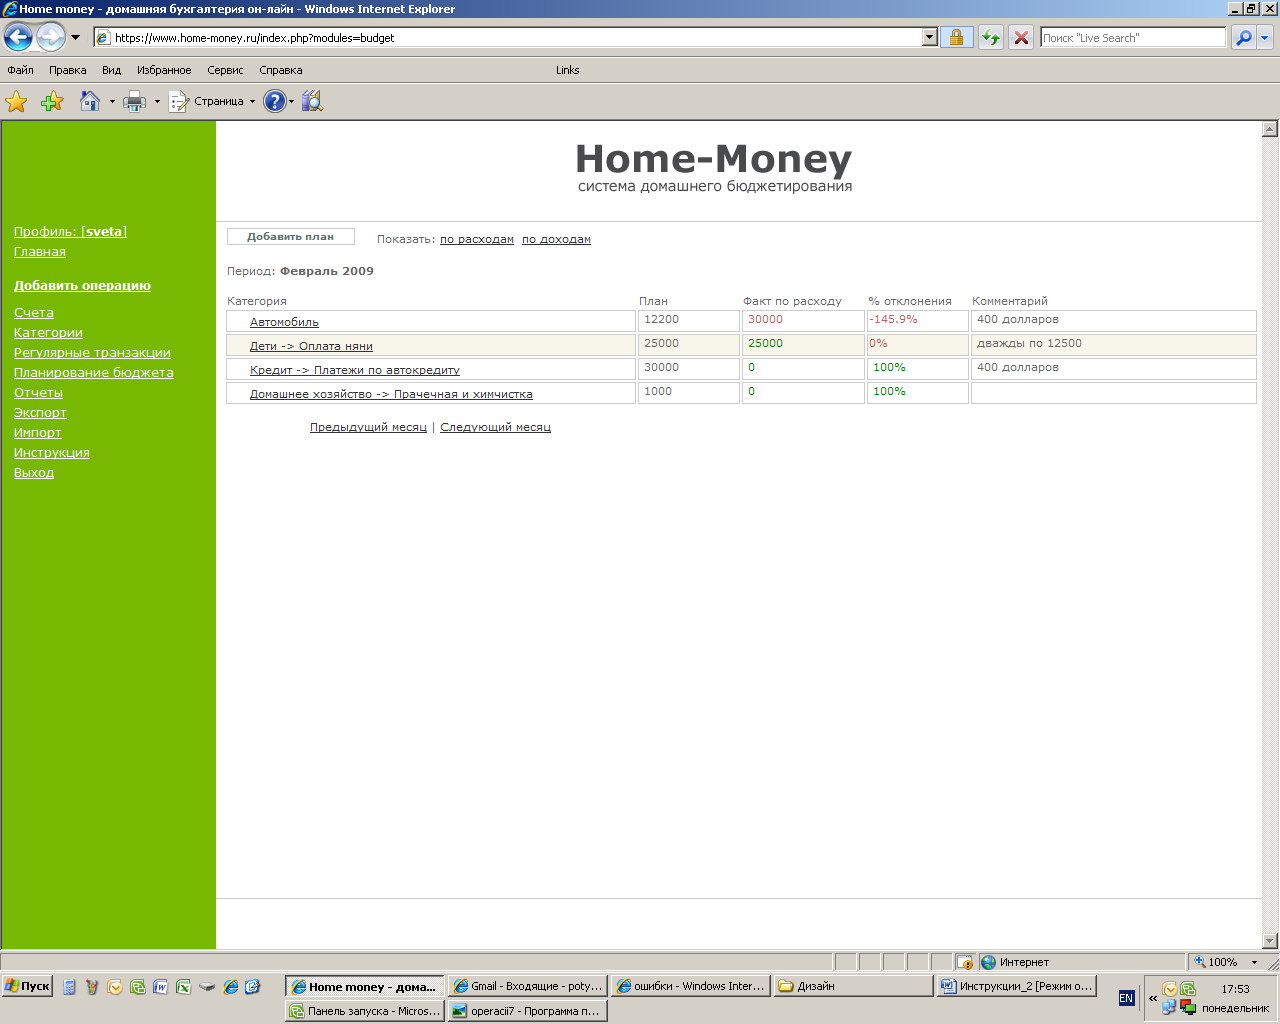 Home money - домашняя бухгалтерия он-лайн - Windows Internet Explorer
https://www.home-money.ru/index.php?modules=budget
Поиск "Live Search"
Файл Правка Вид Избранное Сервис Справка Links
Страница
Home-Money
система домашнего бюджетирования
Профиль: [sveta]
Главная
Добавить операцию
Счета
Категории
Регулярные транзакции
Планирование бюджета
Отчеты
Экспорт
Импорт
Инструкция
Выход
Добавить план Показать: по расходам по доходам
Период: Февраль 2009
Категория План Факт по расходу % отклонения Комментарий
Автомобиль 12200 30000 -145.9% 400 долларов
Дети -> Оплата няни 25000 25000 0% дважды по 12500
Кредит -> Платежи по автокредиту 30000 0 100% 400 долларов
Домашнее хозяйство -> Прачечная и химчистка 1000 0 100%
Предыдущий месяц | Следующий месяц
Интернет 100%
Пуск Home money - дома... Gmail - Входящие - poty... ошибки - Windows Inter... Дизайн Инструкции_2 [Режим о... EN « 17:53
Панель запуска - Micros... operacii7 - Программа п... понедельник